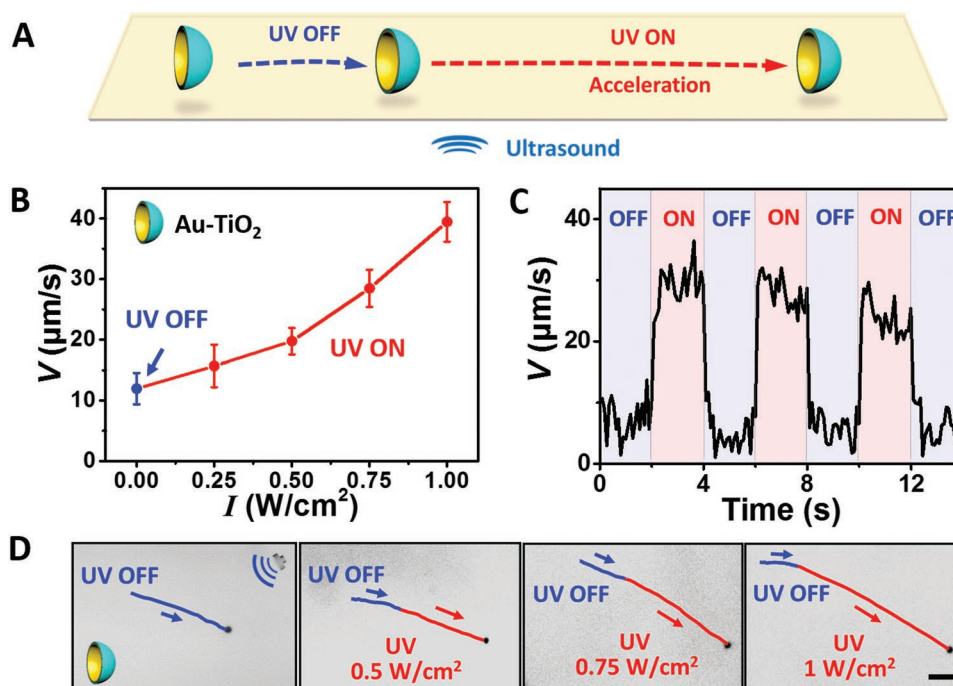 A
UV OFF
UV ON
Acceleration
Ultrasound
B
Au-TiO₂
UV OFF
UV ON
V (μm/s)
40
30
20
10
0
0.00 0.25 0.50 0.75 1.00
I (W/cm²)
C
OFF ON OFF ON OFF ON OFF
V (μm/s)
40
20
0
0 4 8 12
Time (s)
D
UV OFF
UV OFF
UV
0.5 W/cm²
UV OFF
UV
0.75 W/cm²
UV OFF
UV
1 W/cm²